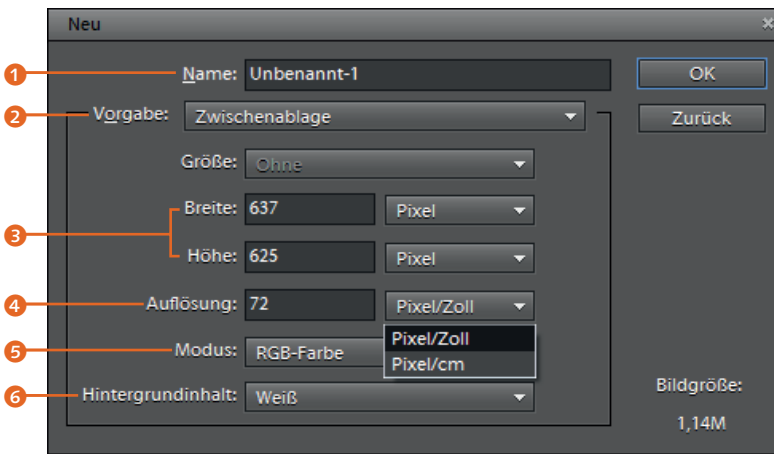 Neu
1 Name: Unbenannt-1 OK
2 Vorgabe: Zwischenablage Zurück
Größe: Ohne
Breite: 637 Pixel
3
Höhe: 625 Pixel
4 Auflösung: 72 Pixel/Zoll
Pixel/Zoll
5 Modus: RGB-Farbe
Pixel/cm
6 Hintergrundinhalt: Weiß
Bildgröße:
1,14M